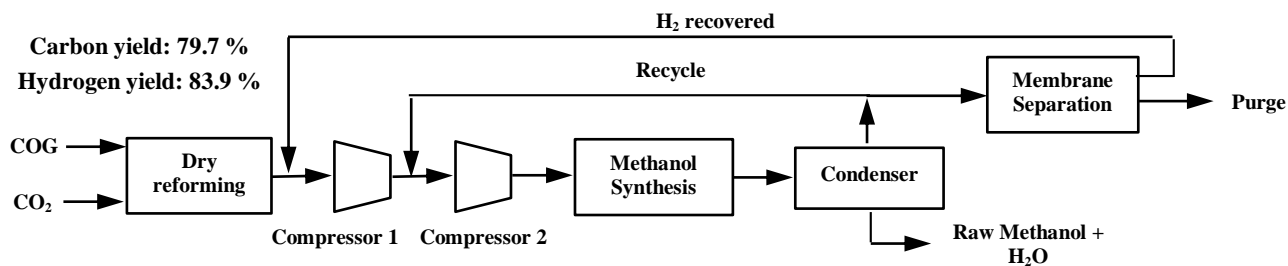 H₂ recovered
Carbon yield: 79.7 %
Hydrogen yield: 83.9 %
Recycle
Membrane
Separation
Purge
COG
CO₂
Dry
reforming
Compressor 1
Compressor 2
Methanol
Synthesis
Condenser
Raw Methanol +
H₂O